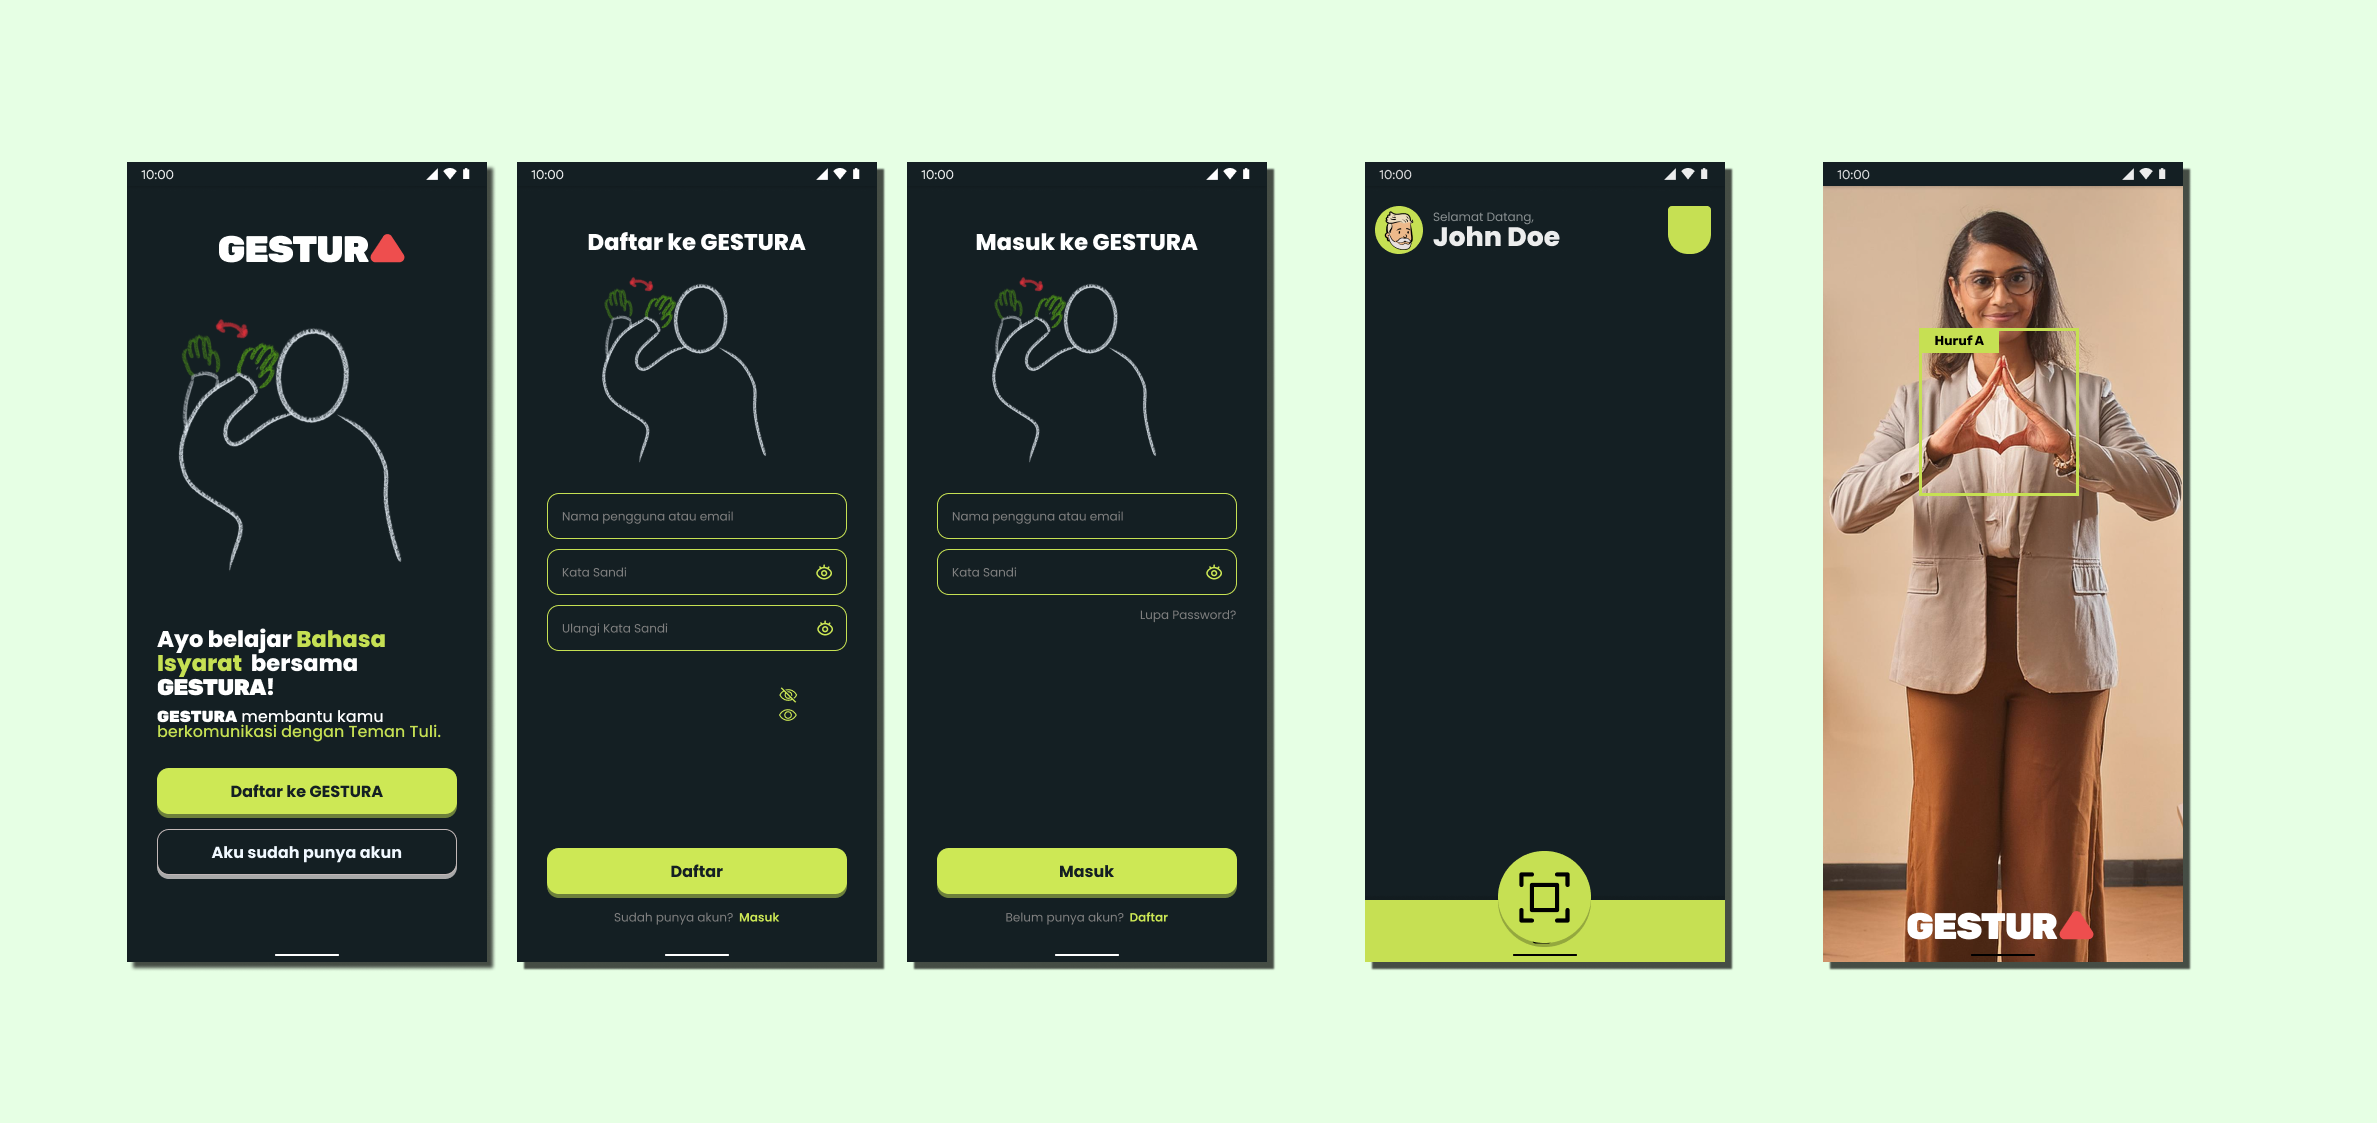 10:00
GESTURA
Ayo belajar Bahasa
Isyarat bersama
GESTURA!
GESTURA membantu kamu
berkomunikasi dengan Teman Tuli.
Daftar ke GESTURA
Aku sudah punya akun
10:00
Daftar ke GESTURA
Nama pengguna atau email
Kata Sandi
Ulangi Kata Sandi
Daftar
Sudah punya akun? Masuk
10:00
Masuk ke GESTURA
Nama pengguna atau email
Kata Sandi
Lupa Password?
Masuk
Belum punya akun? Daftar
10:00
Selamat Datang,
John Doe
10:00
Huruf A
GESTURA